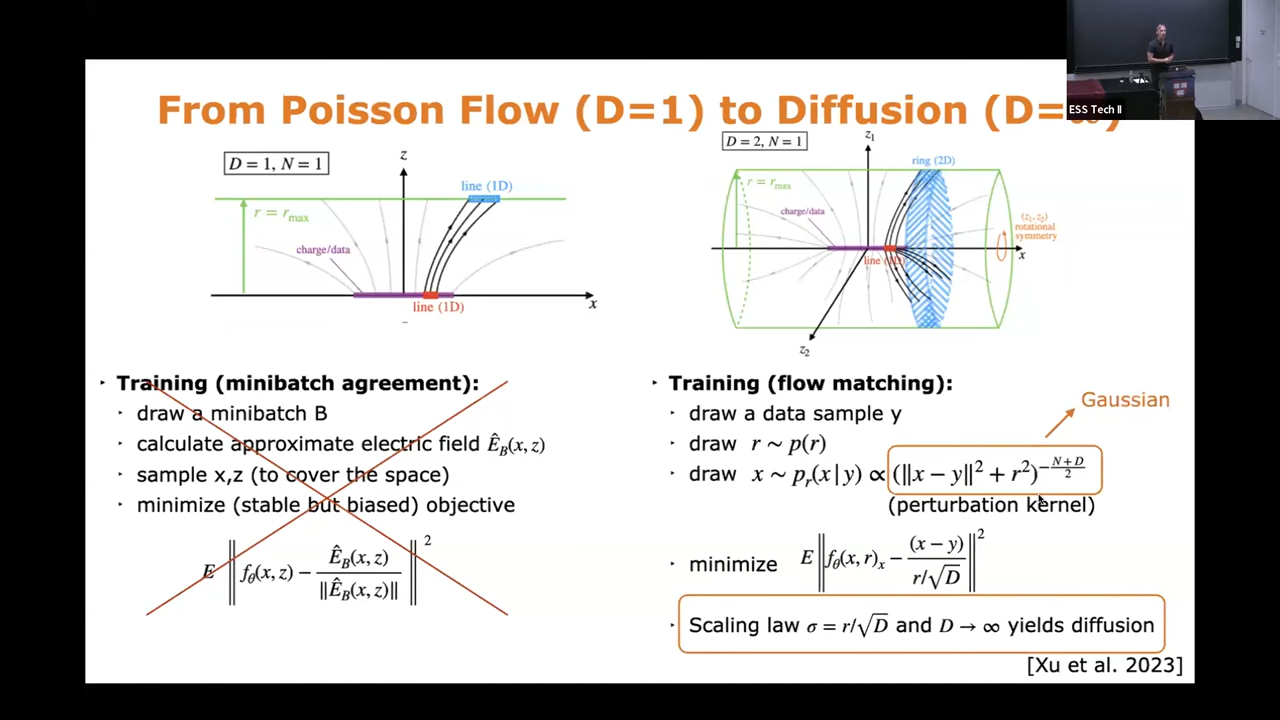 ESS Tech II
From Poisson Flow (D=1) to Diffusion (D=∞)
D = 1, N = 1
z
line (1D)
r = r_max
charge/data
x
line (1D)
D = 2, N = 1
z₁
ring (2D)
r = r_max
charge/data
(z₁, z₂)
rotational
symmetry
x
line (1D)
z₂
‣ Training (minibatch agreement):
‣ draw a minibatch B
‣ calculate approximate electric field Ê_B(x, z)
‣ sample x,z (to cover the space)
‣ minimize (stable but biased) objective
E ‖ f_θ(x, z) − Ê_B(x, z) / ‖Ê_B(x, z)‖ ‖²
‣ Training (flow matching):
Gaussian
‣ draw a data sample y
‣ draw r ~ p(r)
‣ draw x ~ p_r(x | y) ∝ (‖x − y‖² + r²)^(−(N+D)/2)
(perturbation kernel)
‣ minimize E ‖ f_θ(x, r)_x − (x − y) / (r/√D) ‖²
‣ Scaling law σ = r/√D and D → ∞ yields diffusion
[Xu et al. 2023]